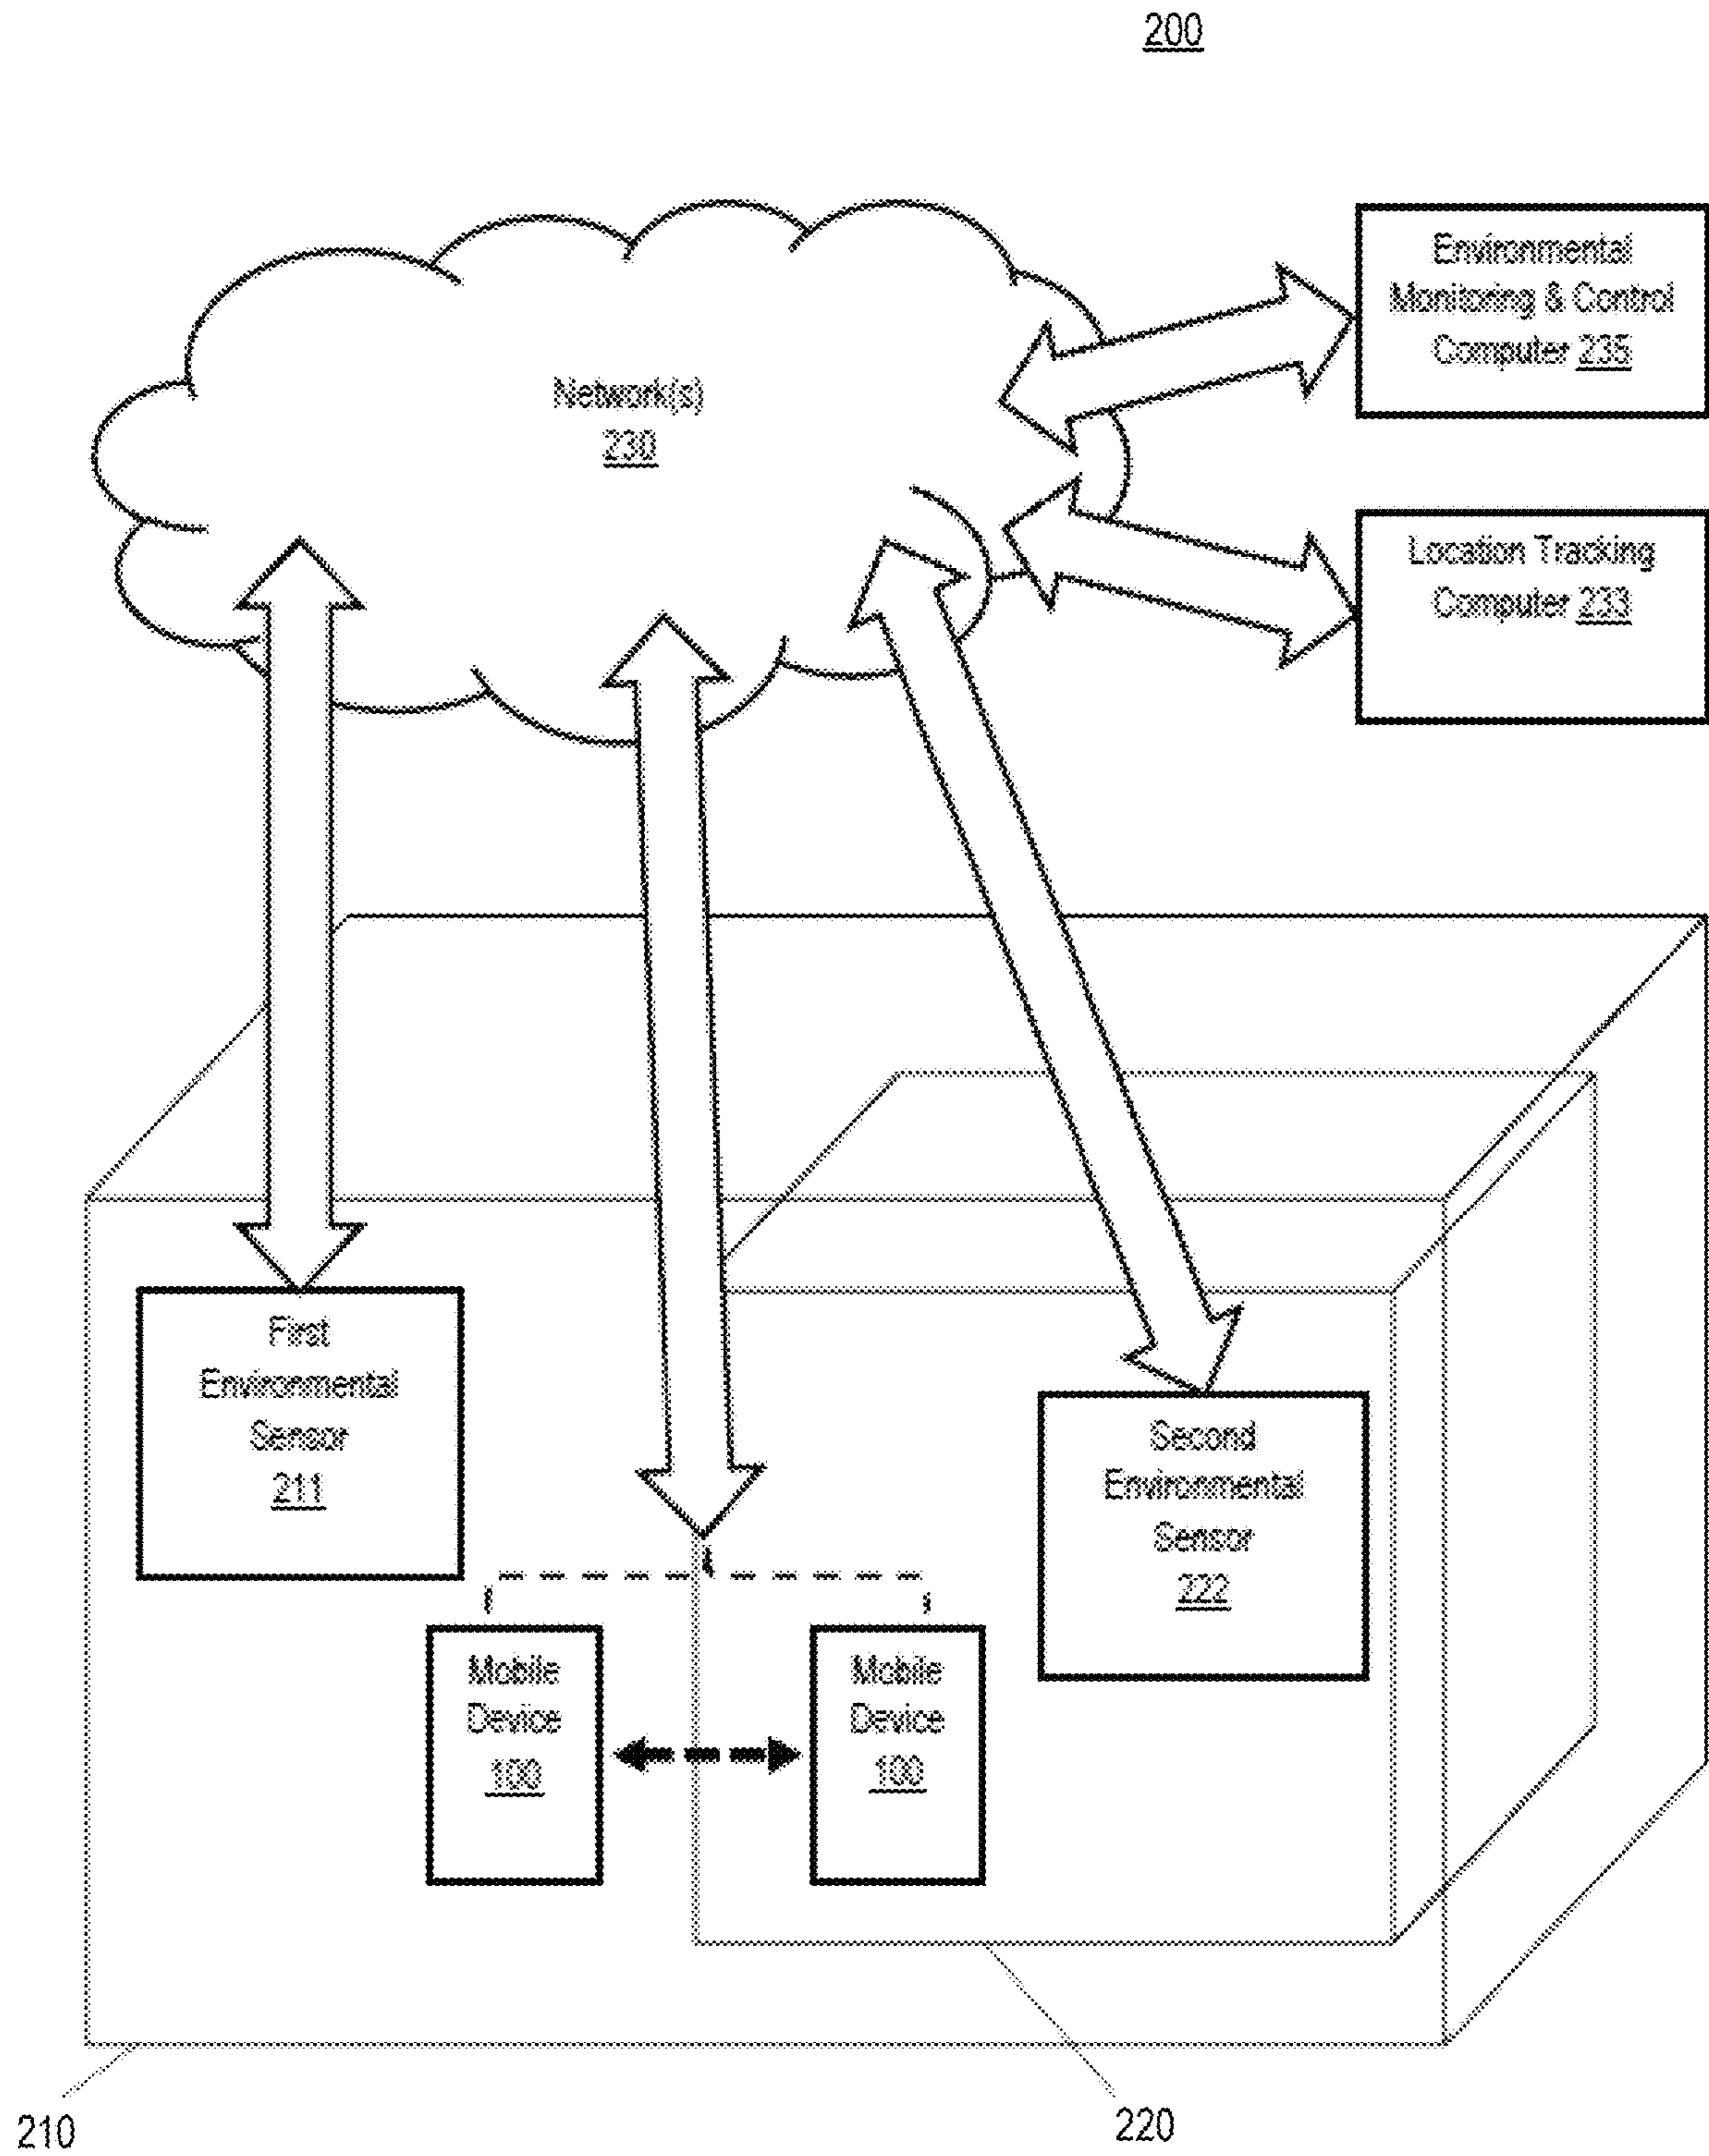 200
Environmental
Monitoring & Control
Computer 235
Network(s)
230
Location Tracking
Computer 233
First
Environmental
Sensor
211
Second
Environmental
Sensor
222
Mobile
Device
100
Mobile
Device
100
210
220